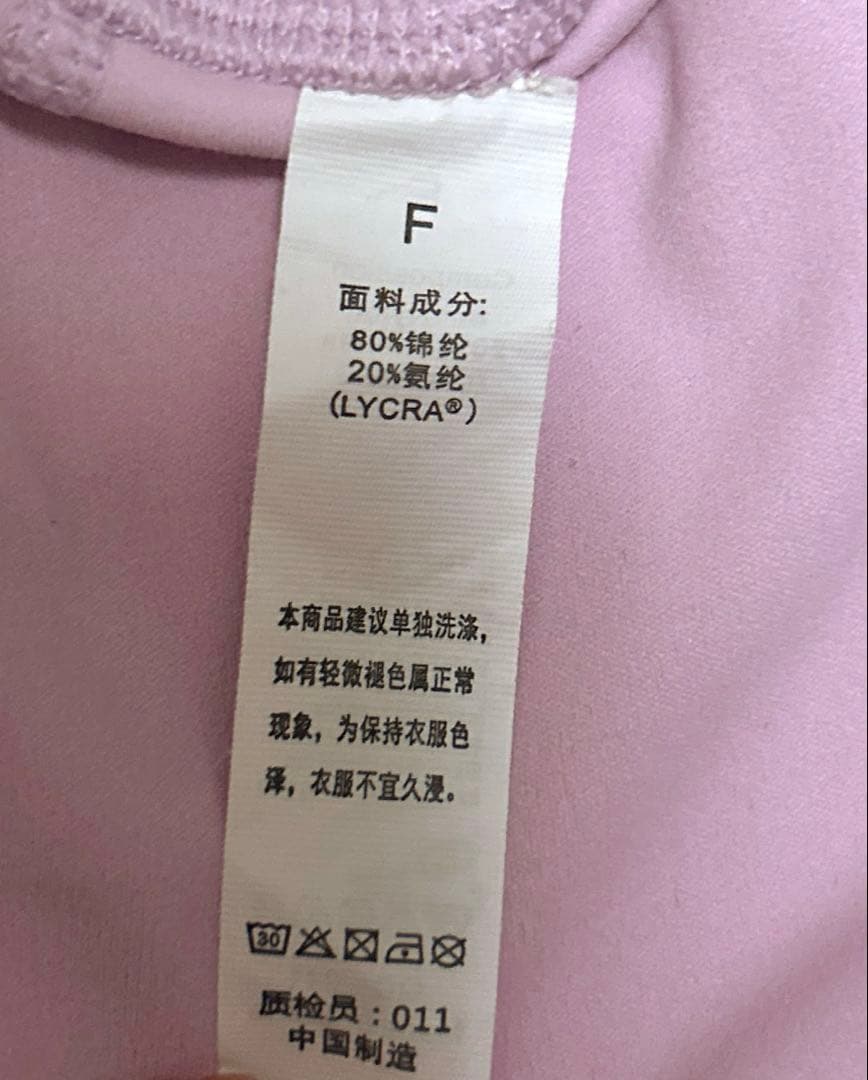 F
面料成分:
80%锦纶
20%氨纶
(LYCRA®)
本商品建议单独洗涤，
如有轻微褪色属正常
现象，为保持衣服色
泽，衣服不宜久浸。
30
质检员：011
中国制造